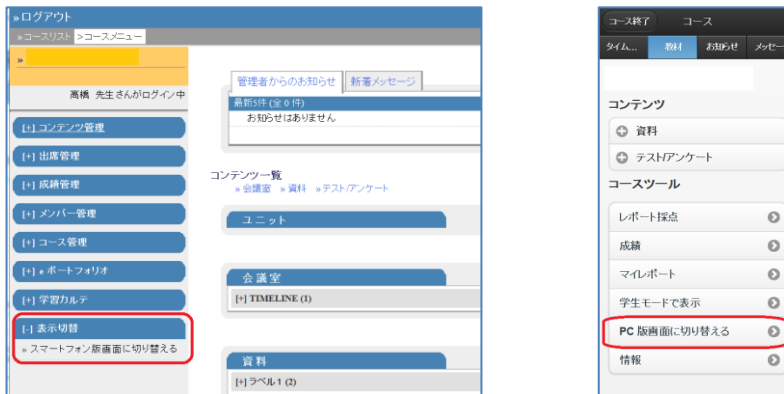 »ログアウト
»コースリスト >コースメニュー
»
高橋 先生さんがログイン中
[+] コンテンツ管理
[+] 出席管理
[+] 成績管理
[+] メンバー管理
[+] コース管理
[+] e ポートフォリオ
[+] 学習カルテ
[-] 表示切替
» スマートフォン版画面に切り替える
管理者からのお知らせ 新着メッセージ
最新5件 (全 0 件)
お知らせはありません
コンテンツ一覧
» 会議室 » 資料 » テスト/アンケート
ユニット
会議室
[+] TIMELINE (1)
資料
[+] ラベル 1 (2)
コース終了 コース
タイム... 教材 お知らせ メッセー
コンテンツ
資料
テスト/アンケート
コースツール
レポート採点
成績
マイレポート
学生モードで表示
PC 版画面に切り替える
情報